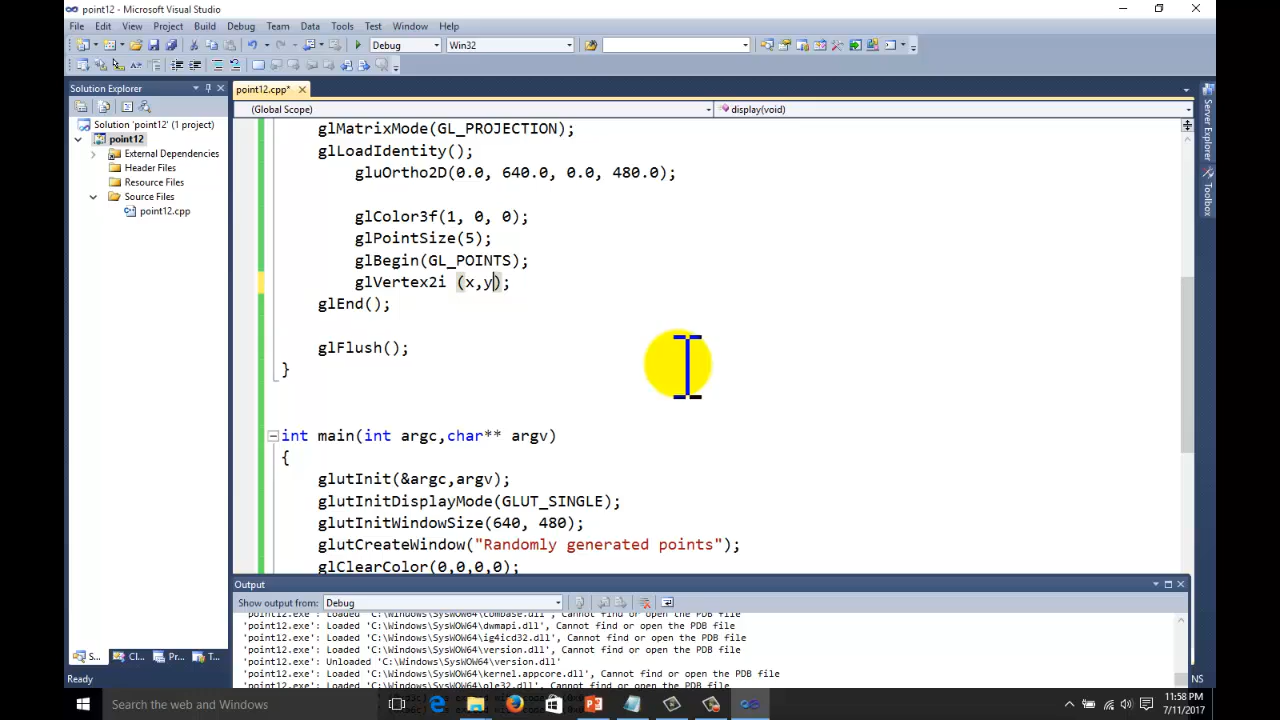 point12 - Microsoft Visual Studio
File Edit View Project Build Debug Team Data Tools Test Window Help
Debug Win32
Solution Explorer
Solution 'point12' (1 project)
point12
External Dependencies
Header Files
Resource Files
Source Files
point12.cpp
point12.cpp*
(Global Scope) display(void)
glMatrixMode(GL_PROJECTION);
glLoadIdentity();
gluOrtho2D(0.0, 640.0, 0.0, 480.0);
glColor3f(1, 0, 0);
glPointSize(5);
glBegin(GL_POINTS);
glVertex2i (x,y);
glEnd();
glFlush();
}
int main(int argc,char** argv)
{
glutInit(&argc,argv);
glutInitDisplayMode(GLUT_SINGLE);
glutInitWindowSize(640, 480);
glutCreateWindow("Randomly generated points");
glClearColor(0,0,0,0);
Server Explorer
Toolbox
Output
Show output from: Debug
'point12.exe': Loaded 'C:\Windows\SysWOW64\combase.dll', Cannot find or open the PDB file
'point12.exe': Loaded 'C:\Windows\SysWOW64\dwmapi.dll', Cannot find or open the PDB file
'point12.exe': Loaded 'C:\Windows\SysWOW64\ig4icd32.dll', Cannot find or open the PDB file
'point12.exe': Loaded 'C:\Windows\SysWOW64\version.dll', Cannot find or open the PDB file
'point12.exe': Unloaded 'C:\Windows\SysWOW64\version.dll'
'point12.exe': Loaded 'C:\Windows\SysWOW64\kernel.appcore.dll', Cannot find or open the PDB file
'point12.exe': Loaded 'C:\Windows\SysWOW64\ole32.dll', Cannot find or open the PDB file
S... Cl... Pr... T...
Ready
INS
Search the web and Windows
11:58 PM
7/11/2017